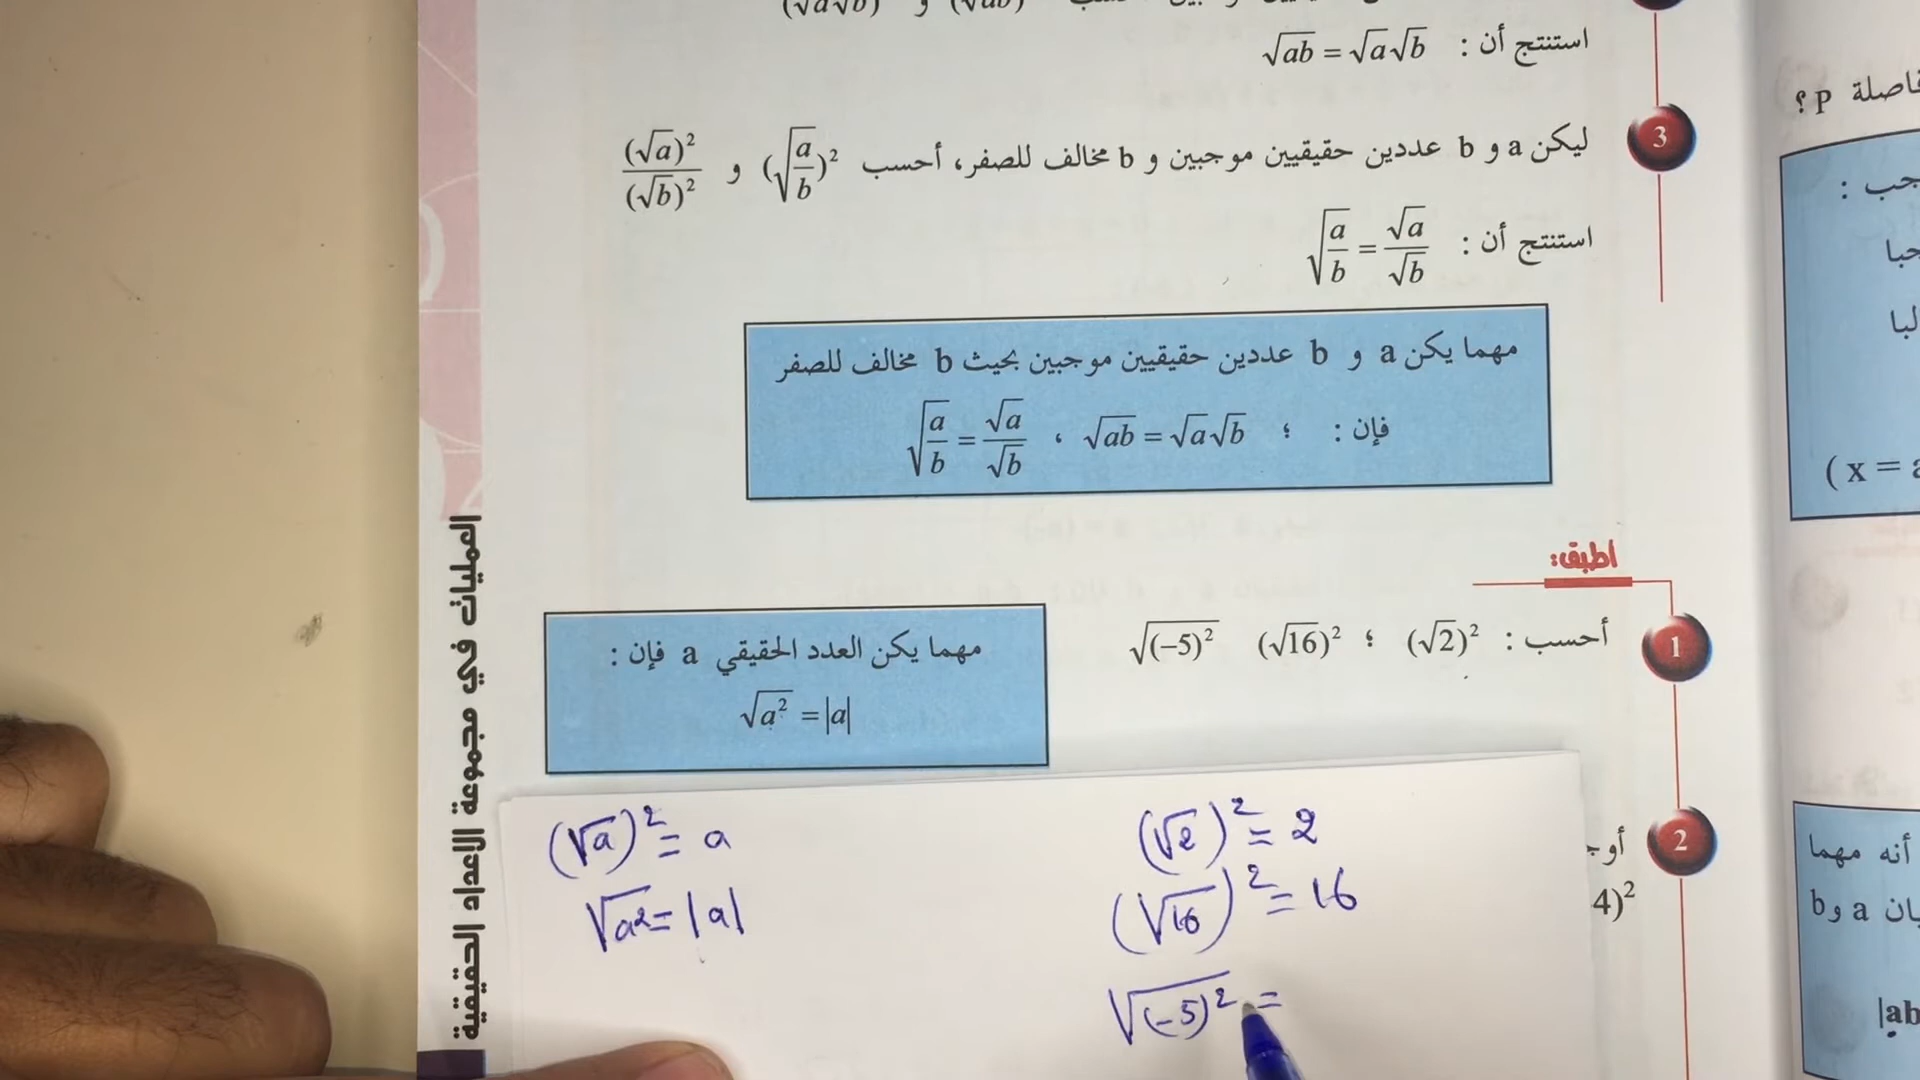 استنتج أن : √ab = √a√b
3 ليكن a و b عددين حقيقيين موجبين و b مخالف للصفر، أحسب (√(a/b))² و (√a)²/(√b)²
استنتج أن : √(a/b) = √a/√b
مهما يكن a و b عددين حقيقيين موجبين بحيث b مخالف للصفر
فإن : ؛ √ab = √a√b ، √(a/b) = √a/√b
أطبق:
1 أحسب : (√2)² ؛ (√16)² √(−5)²
مهما يكن العدد الحقيقي a فإن :
√a² = |a|
2
4)²
(√a)² = a
√a² = |a|
(√2)² = 2
(√16)² = 16
√(-5)² =
العمليات في مجموعة الأعداد الحقيقية
P ؟
(x = a
أنه مهما
a و b
|ab